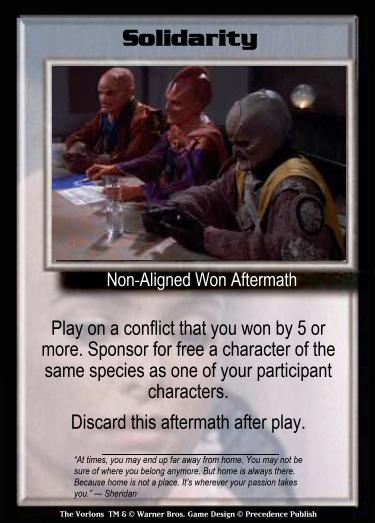 Solidarity
Non-Aligned Won Aftermath
Play on a conflict that you won by 5 or
more. Sponsor for free a character of the
same species as one of your participant
characters.
Discard this aftermath after play.
"At times, you may end up far away from home. You may not be
sure of where you belong anymore. But home is always there.
Because home is not a place. It's wherever your passion takes
you." — Sheridan
The Vorlons TM & © Warner Bros. Game Design © Precedence Publish